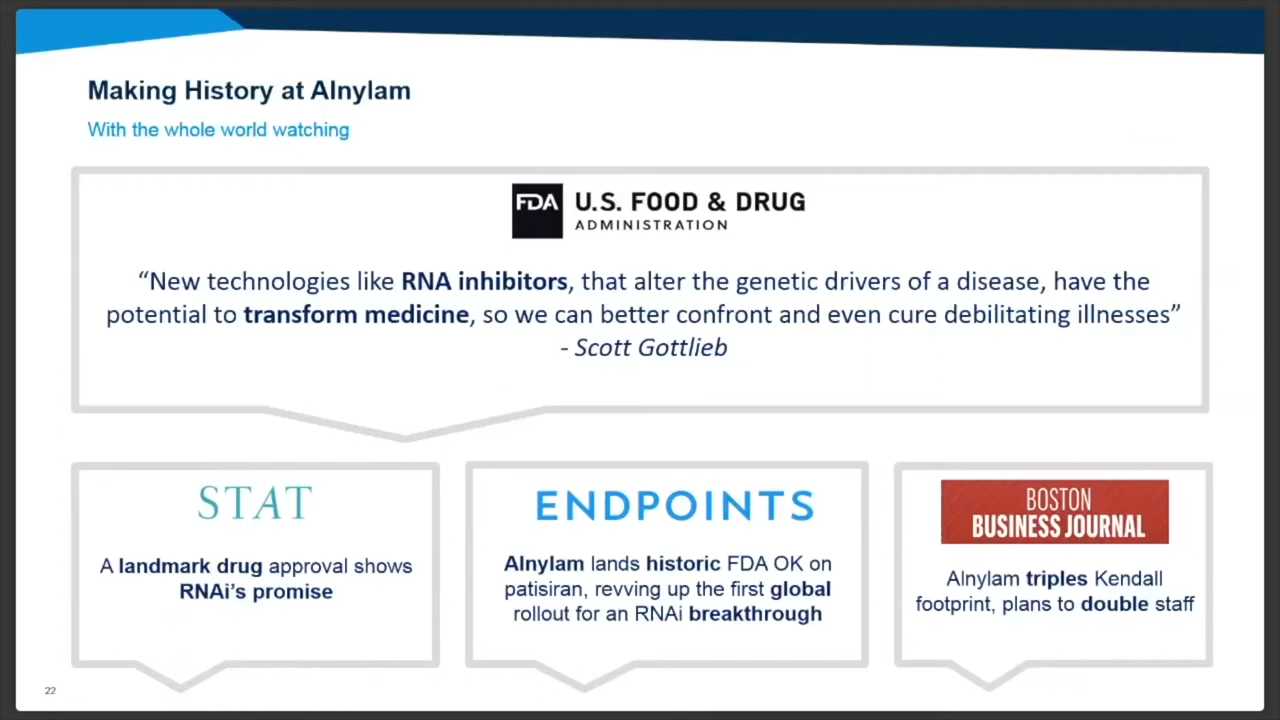 Making History at Alnylam
With the whole world watching
FDA U.S. FOOD & DRUG
ADMINISTRATION
“New technologies like RNA inhibitors, that alter the genetic drivers of a disease, have the
potential to transform medicine, so we can better confront and even cure debilitating illnesses”
- Scott Gottlieb
STAT
A landmark drug approval shows
RNAi’s promise
ENDPOINTS
Alnylam lands historic FDA OK on
patisiran, revving up the first global
rollout for an RNAi breakthrough
BOSTON
BUSINESS JOURNAL
Alnylam triples Kendall
footprint, plans to double staff
22